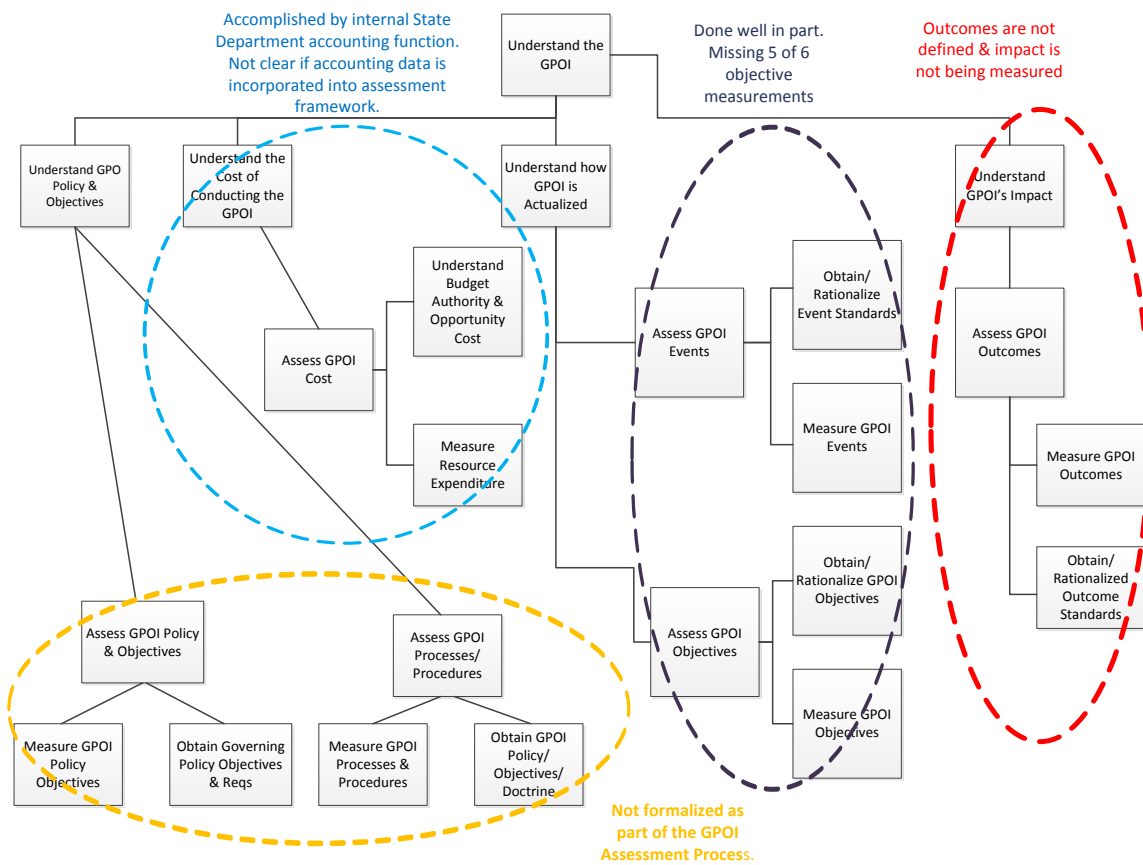 Accomplished by internal State
Department accounting function.
Not clear if accounting data is
incorporated into assessment
framework.
Understand the
GPOI
Done well in part.
Missing 5 of 6
objective
measurements
Outcomes are not
defined & impact is
not being measured
Understand GPO
Policy &
Objectives
Understand the
Cost of
Conducting the
GPOI
Understand how
GPOI is
Actualized
Understand
GPOI's Impact
Understand
Budget
Authority &
Opportunity
Cost
Assess GPOI
Cost
Measure
Resource
Expenditure
Assess GPOI
Events
Obtain/
Rationalize
Event Standards
Measure GPOI
Events
Assess GPOI
Outcomes
Measure GPOI
Outcomes
Obtain/
Rationalized
Outcome
Standards
Obtain/
Rationalize GPOI
Objectives
Assess GPOI
Objectives
Measure GPOI
Objectives
Assess GPOI Policy
& Objectives
Assess GPOI
Processes/
Procedures
Measure GPOI
Policy
Objectives
Obtain Governing
Policy Objectives
& Reqs
Measure GPOI
Processes &
Procedures
Obtain GPOI
Policy/
Objectives/
Doctrine
Not formalized as
part of the GPOI
Assessment Process.